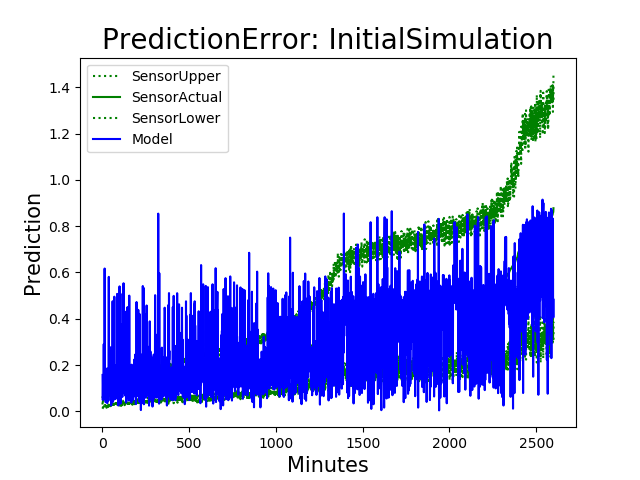 PredictionError: InitialSimulation
SensorUpper
SensorActual
SensorLower
Model
Prediction
1.4
1.2
1.0
0.8
0.6
0.4
0.2
0.0
0 500 1000 1500 2000 2500
Minutes